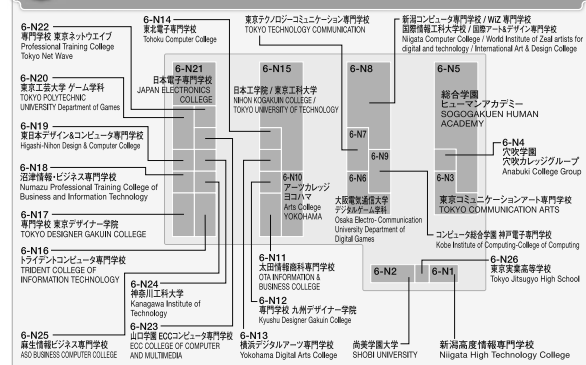 6-N22
専門学校 東京ネットウエイブ
Professional Training College
Tokyo Net Wave
6-N20
東京工芸大学 ゲーム学科
TOKYO POLYTECHNIC
UNIVERSITY Department of Games
6-N19
東日本デザイン&コンピュータ専門学校
Higashi-Nihon Design & Computer College
6-N18
沼津情報・ビジネス専門学校
Numazu Professional Training College of
Business and Information Technology
6-N17
専門学校 東京デザイナー学院
TOKYO DESIGNER GAKUIN COLLEGE
6-N16
トライデントコンピュータ専門学校
TRIDENT COLLEGE OF
INFORMATION TECHNOLOGY
6-N25
麻生情報ビジネス専門学校
ASO BUSINESS COMPUTER COLLEGE
6-N14
東北電子専門学校
Tohoku Computer College
6-N21
日本電子専門学校
JAPAN ELECTRONICS
COLLEGE
6-N24
神奈川工科大学
Kanagawa Institute of
Technology
6-N23
山口学園 ECCコンピュータ専門学校
ECC COLLEGE OF COMPUTER
AND MULTIMEDIA
東京テクノロジーコミュニケーション専門学校
TOKYO TECHNOLOGY COMMUNICATION
6-N15
日本工学院 / 東京工科大学
NIHON KOGAKUIN COLLEGE /
TOKYO UNIVERSITY OF TECHNOLOGY
6-N10
アーツカレッジ
ヨコハマ
Arts College
YOKOHAMA
6-N11
太田情報商科専門学校
OTA INFORMATION &
BUSINESS COLLEGE
6-N12
専門学校 九州デザイナー学院
Kyushu Designer Gakuin College
6-N13
横浜デジタルアーツ専門学校
Yokohama Digital Arts College
新潟コンピュータ専門学校 / WiZ 専門学校
国際情報工科大学校 / 国際アート&デザイン専門学校
Niigata Computer College / World Institute of Zeal artists for
digital and technology / International Art & Design College
6-N8
6-N7
6-N9
6-N6
大阪電気通信大学
デジタルゲーム学科
Osaka Electro- Communication
University Department of
Digital Games
6-N5
総合学園
ヒューマンアカデミー
SOGOGAKUEN HUMAN
ACADEMY
6-N4
穴吹学園
穴吹カレッジグループ
Anabuki College Group
6-N3
東京コミュニケーションアート専門学校
TOKYO COMMUNICATION ARTS
コンピュータ総合学園 神戸電子専門学校
Kobe Institute of Computing-College of Computing
6-N26
東京実業高等学校
Tokyo Jitsugyo High School
6-N2
6-N1
尚美学園大学
SHOBI UNIVERSITY
新潟高度情報専門学校
Niigata High Technology College